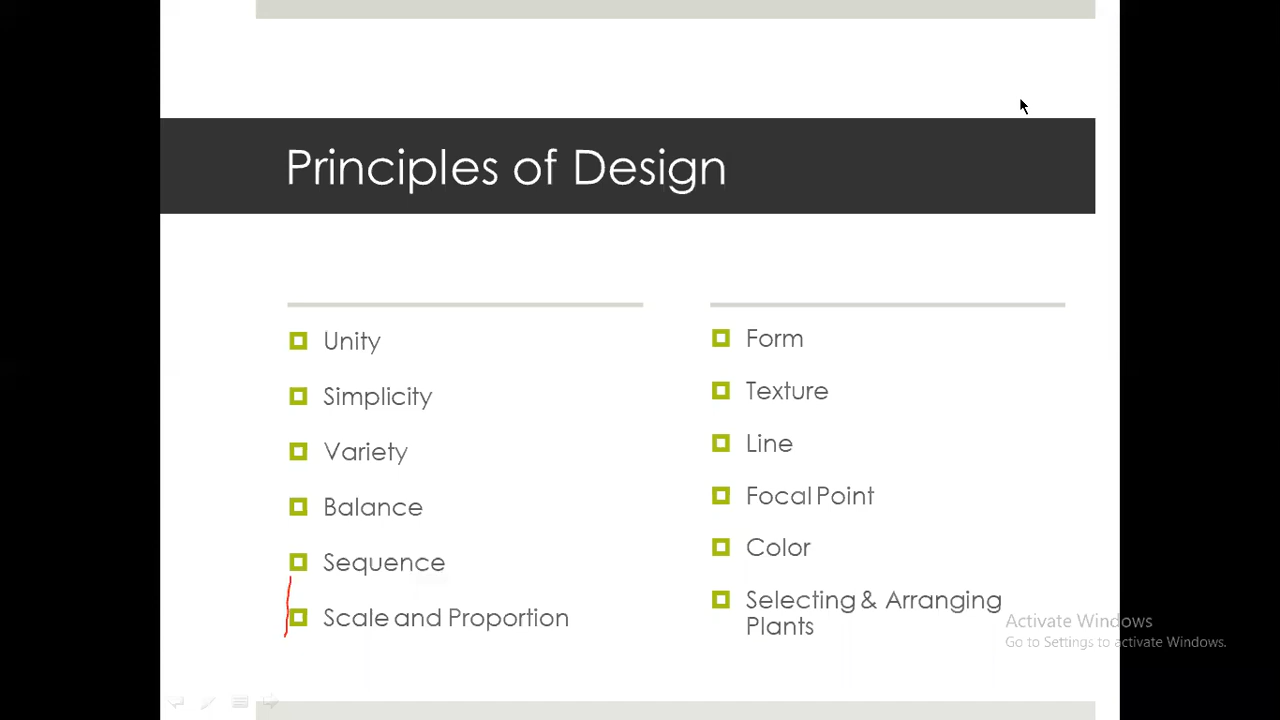 Principles of Design
Unity
Simplicity
Variety
Balance
Sequence
Scale and Proportion
Form
Texture
Line
Focal Point
Color
Selecting & Arranging
Plants
Activate Windows
Go to Settings to activate Windows.